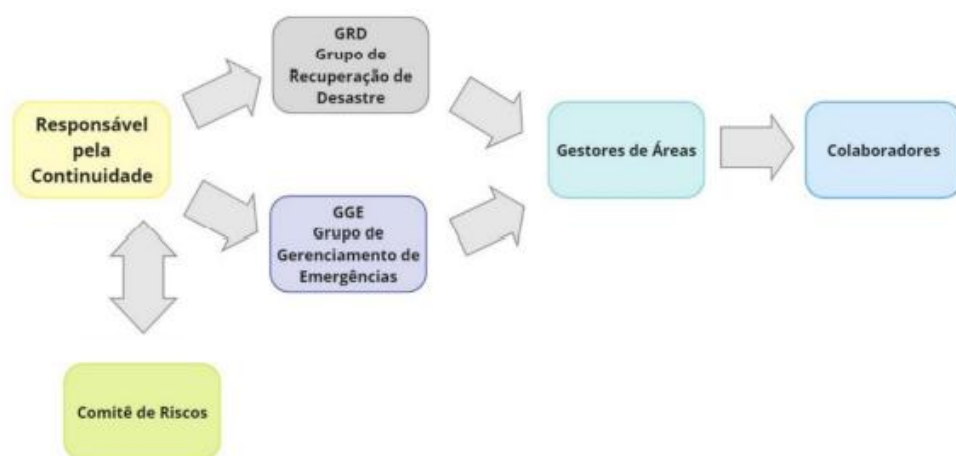 Responsável
pela
Continuidade
GRD
Grupo de
Recuperação de
Desastre
GGE
Grupo de
Gerenciamento de
Emergências
Gestores de Áreas
Colaboradores
Comitê de Riscos